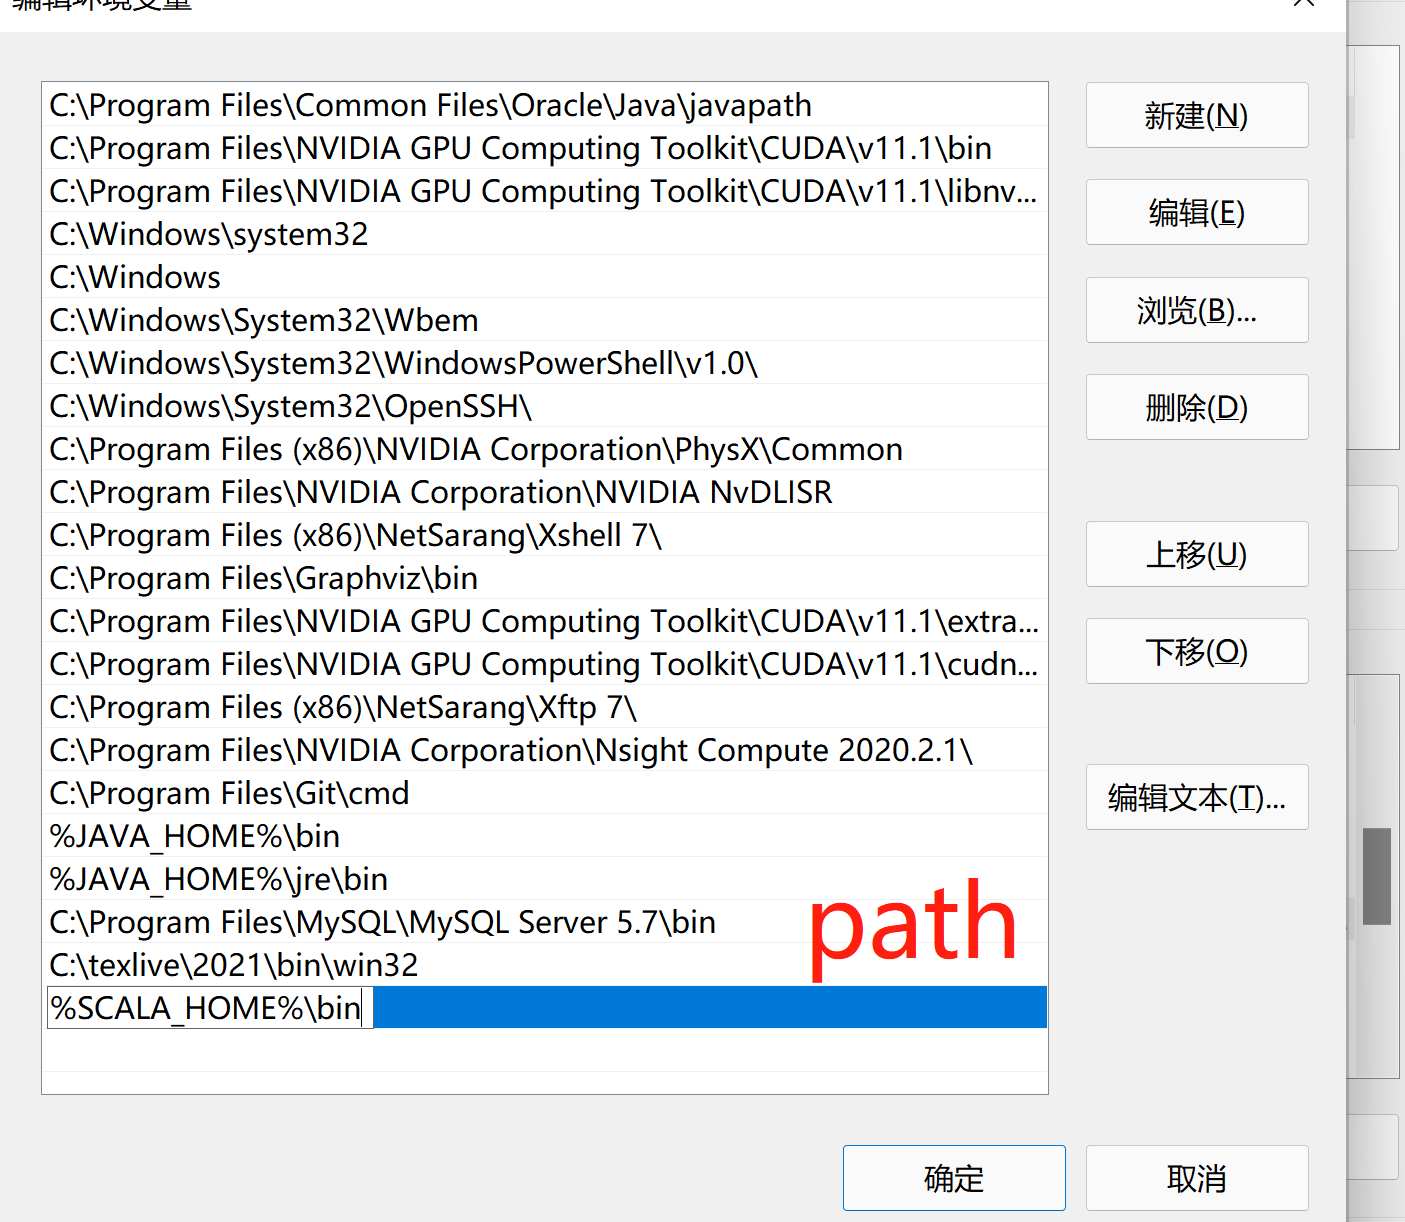 编辑环境变量
C:\Program Files\Common Files\Oracle\Java\javapath
C:\Program Files\NVIDIA GPU Computing Toolkit\CUDA\v11.1\bin
C:\Program Files\NVIDIA GPU Computing Toolkit\CUDA\v11.1\libnv...
C:\Windows\system32
C:\Windows
C:\Windows\System32\Wbem
C:\Windows\System32\WindowsPowerShell\v1.0\
C:\Windows\System32\OpenSSH\
C:\Program Files (x86)\NVIDIA Corporation\PhysX\Common
C:\Program Files\NVIDIA Corporation\NVIDIA NvDLISR
C:\Program Files (x86)\NetSarang\Xshell 7\
C:\Program Files\Graphviz\bin
C:\Program Files\NVIDIA GPU Computing Toolkit\CUDA\v11.1\extra...
C:\Program Files\NVIDIA GPU Computing Toolkit\CUDA\v11.1\cudn...
C:\Program Files (x86)\NetSarang\Xftp 7\
C:\Program Files\NVIDIA Corporation\Nsight Compute 2020.2.1\
C:\Program Files\Git\cmd
%JAVA_HOME%\bin
%JAVA_HOME%\jre\bin
C:\Program Files\MySQL\MySQL Server 5.7\bin
C:\texlive\2021\bin\win32
%SCALA_HOME%\bin
path
新建(N)
编辑(E)
浏览(B)...
删除(D)
上移(U)
下移(O)
编辑文本(T)...
确定
取消